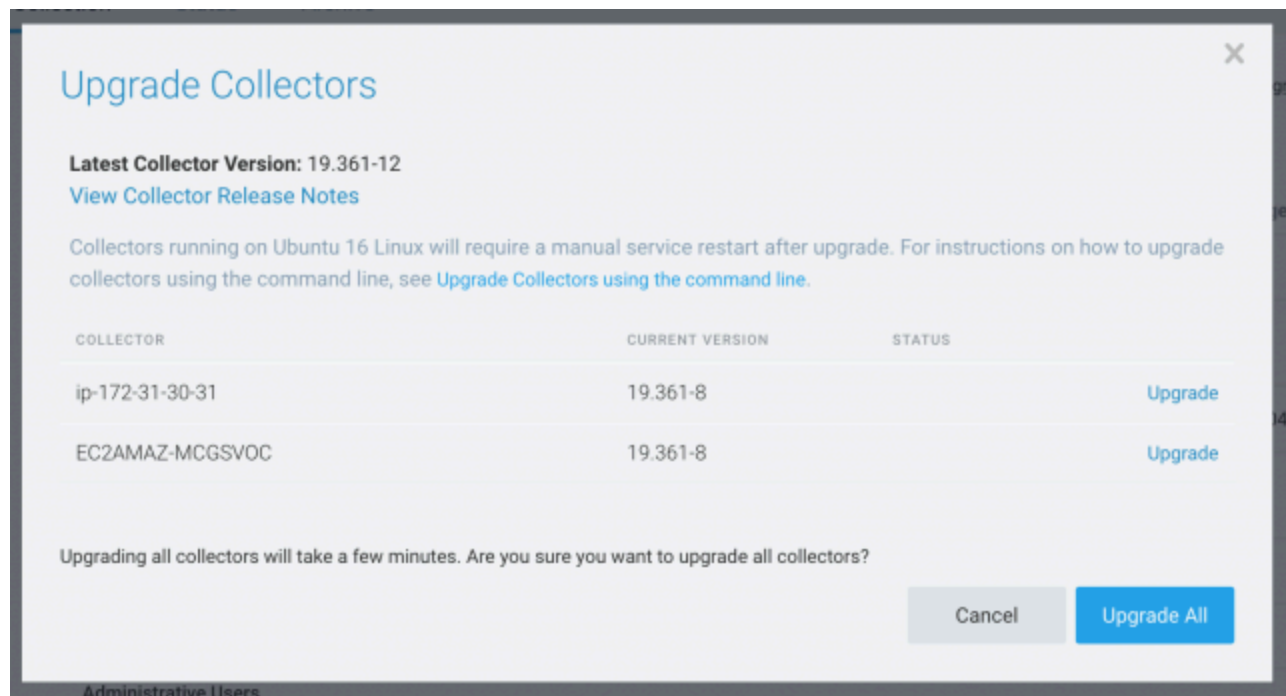 Upgrade Collectors
Latest Collector Version: 19.361-12
View Collector Release Notes
Collectors running on Ubuntu 16 Linux will require a manual service restart after upgrade. For instructions on how to upgrade
collectors using the command line, see Upgrade Collectors using the command line.
COLLECTOR CURRENT VERSION STATUS
ip-172-31-30-31 19.361-8 Upgrade
EC2AMAZ-MCGSVOC 19.361-8 Upgrade
Upgrading all collectors will take a few minutes. Are you sure you want to upgrade all collectors?
Cancel Upgrade All
Administrative Users